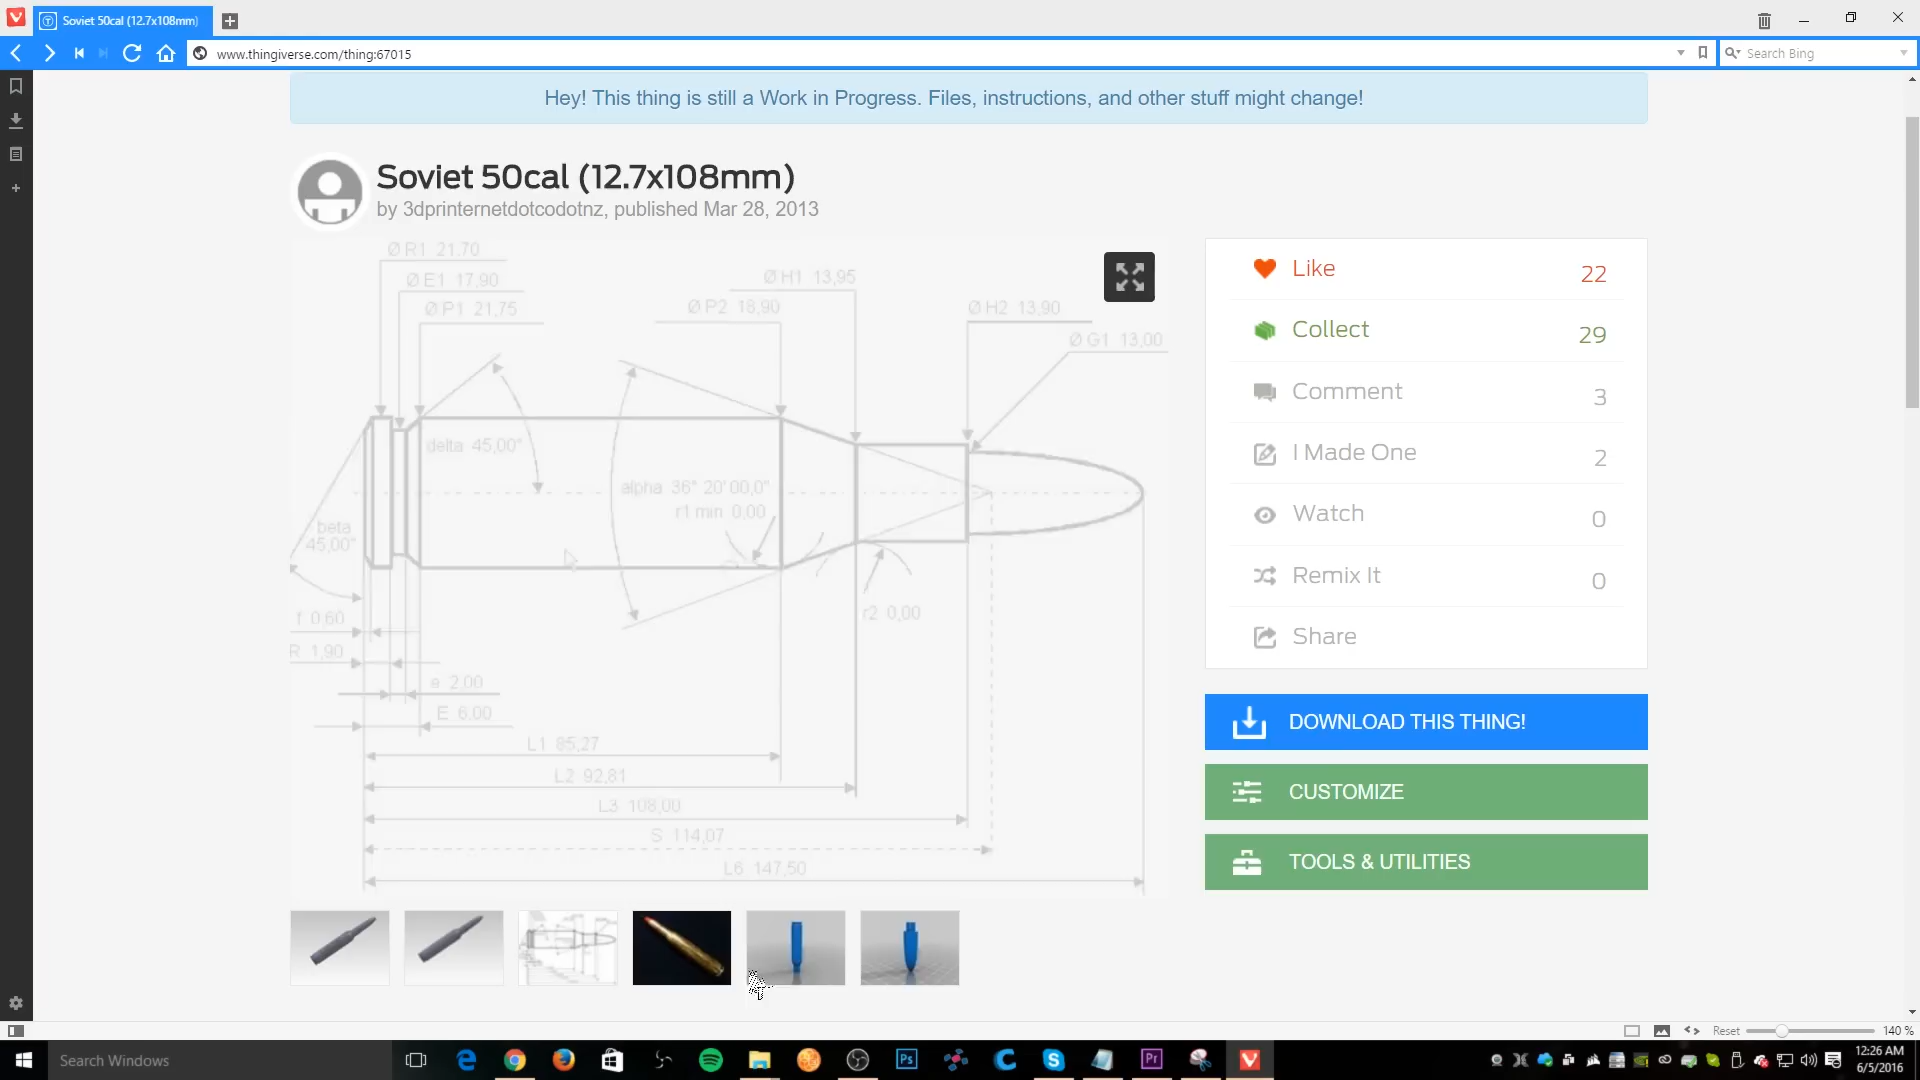 Soviet 50cal (12.7x108mm)
www.thingiverse.com/thing:67015
Search Bing
Hey! This thing is still a Work in Progress. Files, instructions, and other stuff might change!
Soviet 50cal (12.7x108mm)
by 3dprinternetdotcodotnz, published Mar 28, 2013
Ø R1 21,70
Ø E1 17,90
Ø P1 21,75
Ø H1 13,95
Ø P2 18,90
Ø H2 13,90
Ø G1 13,00
delta 45,00°
alpha 36° 20' 00,0"
r1 min 0,00
beta
45,00°
r2 0,00
f 0,60
R 1,90
e 2,00
E 6,00
L1 85,27
L2 92,81
L3 108,00
S 114,07
L6 147,50
Like 22
Collect 29
Comment 3
I Made One 2
Watch 0
Remix It 0
Share
DOWNLOAD THIS THING!
CUSTOMIZE
TOOLS & UTILITIES
Reset 140 %
Search Windows
12:26 AM
6/5/2016